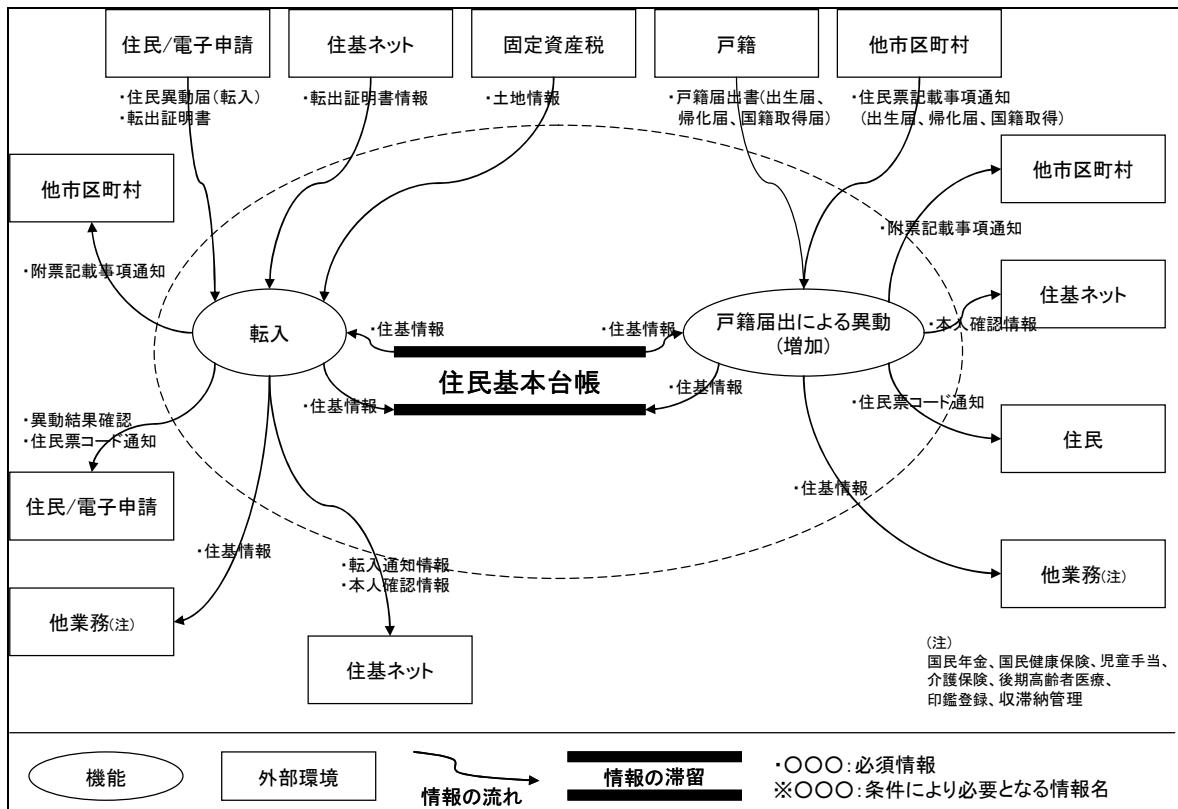 住民/電子申請
住基ネット
固定資産税
戸籍
他市区町村
・住民異動届(転入)
・転出証明書
・転出証明書情報
・土地情報
・戸籍届出書(出生届、
帰化届、国籍取得届)
・住民票記載事項通知
(出生届、帰化届、国籍取得)
他市区町村
他市区町村
・附票記載事項通知
・附票記載事項通知
転入
・住基情報
・住基情報
戸籍届出による異動
(増加)
住基ネット
・本人確認情報
住民基本台帳
・住基情報
・住基情報
・住民票コード通知
・異動結果確認
・住民票コード通知
住民
住民/電子申請
・住基情報
・住基情報
・転入通知情報
・本人確認情報
他業務(注)
他業務(注)
住基ネット
(注)
国民年金、国民健康保険、児童手当、
介護保険、後期高齢者医療、
印鑑登録、収滞納管理
機能
外部環境
情報の流れ
情報の滞留
・〇〇〇:必須情報
※〇〇〇:条件により必要となる情報名